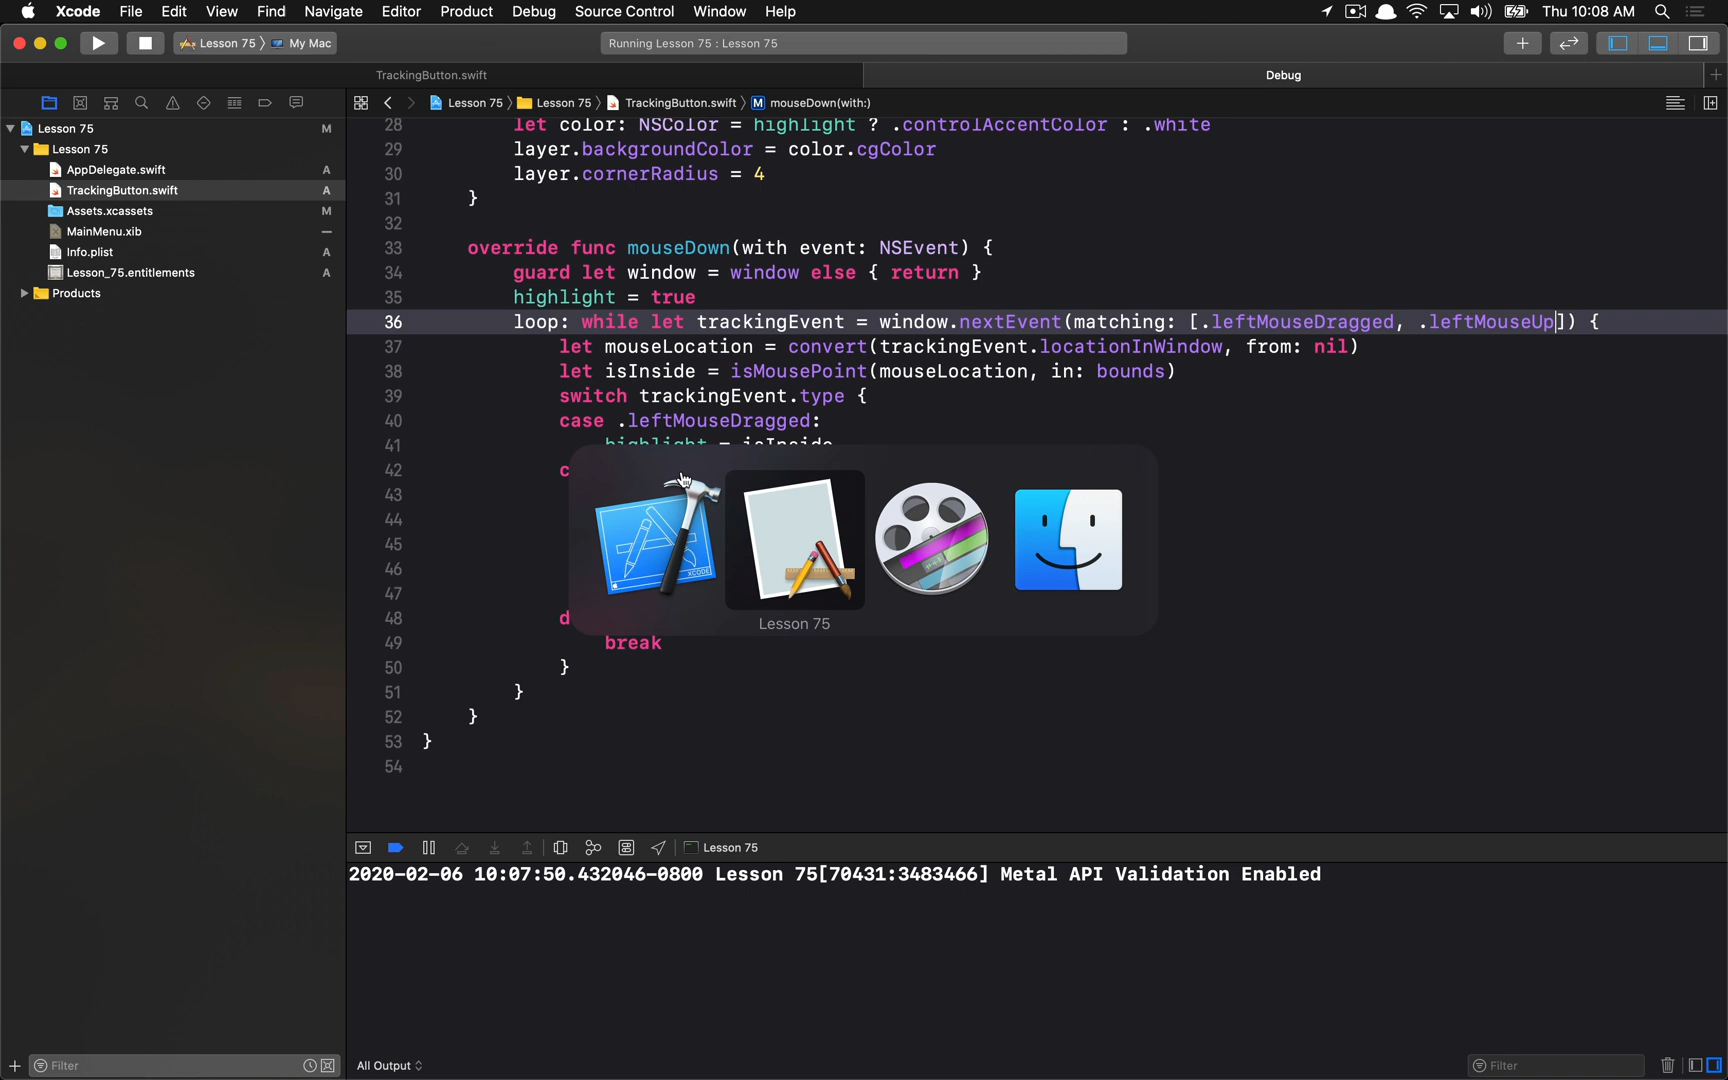 Xcode File Edit View Find Navigate Editor Product Debug Source Control Window Help Thu 10:08 AM
Lesson 75 My Mac Running Lesson 75 : Lesson 75
TrackingButton.swift Debug
Lesson 75 Lesson 75 TrackingButton.swift M mouseDown(with:)
Lesson 75 M
Lesson 75
AppDelegate.swift A
TrackingButton.swift A
Assets.xcassets M
MainMenu.xib
Info.plist A
Lesson_75.entitlements A
Products
28 let color: NSColor = highlight ? .controlAccentColor : .white
29 layer.backgroundColor = color.cgColor
30 layer.cornerRadius = 4
31 }
32
33 override func mouseDown(with event: NSEvent) {
34 guard let window = window else { return }
35 highlight = true
36 loop: while let trackingEvent = window.nextEvent(matching: [.leftMouseDragged, .leftMouseUp]) {
37 let mouseLocation = convert(trackingEvent.locationInWindow, from: nil)
38 let isInside = isMousePoint(mouseLocation, in: bounds)
39 switch trackingEvent.type {
40 case .leftMouseDragged:
41 highlight = isInside
42 c
43
44
45
46
47
48 d
49 break
50 }
51 }
52 }
53 }
54
XCODE
Lesson 75
Lesson 75
2020-02-06 10:07:50.432046-0800 Lesson 75[70431:3483466] Metal API Validation Enabled
Filter All Output Filter